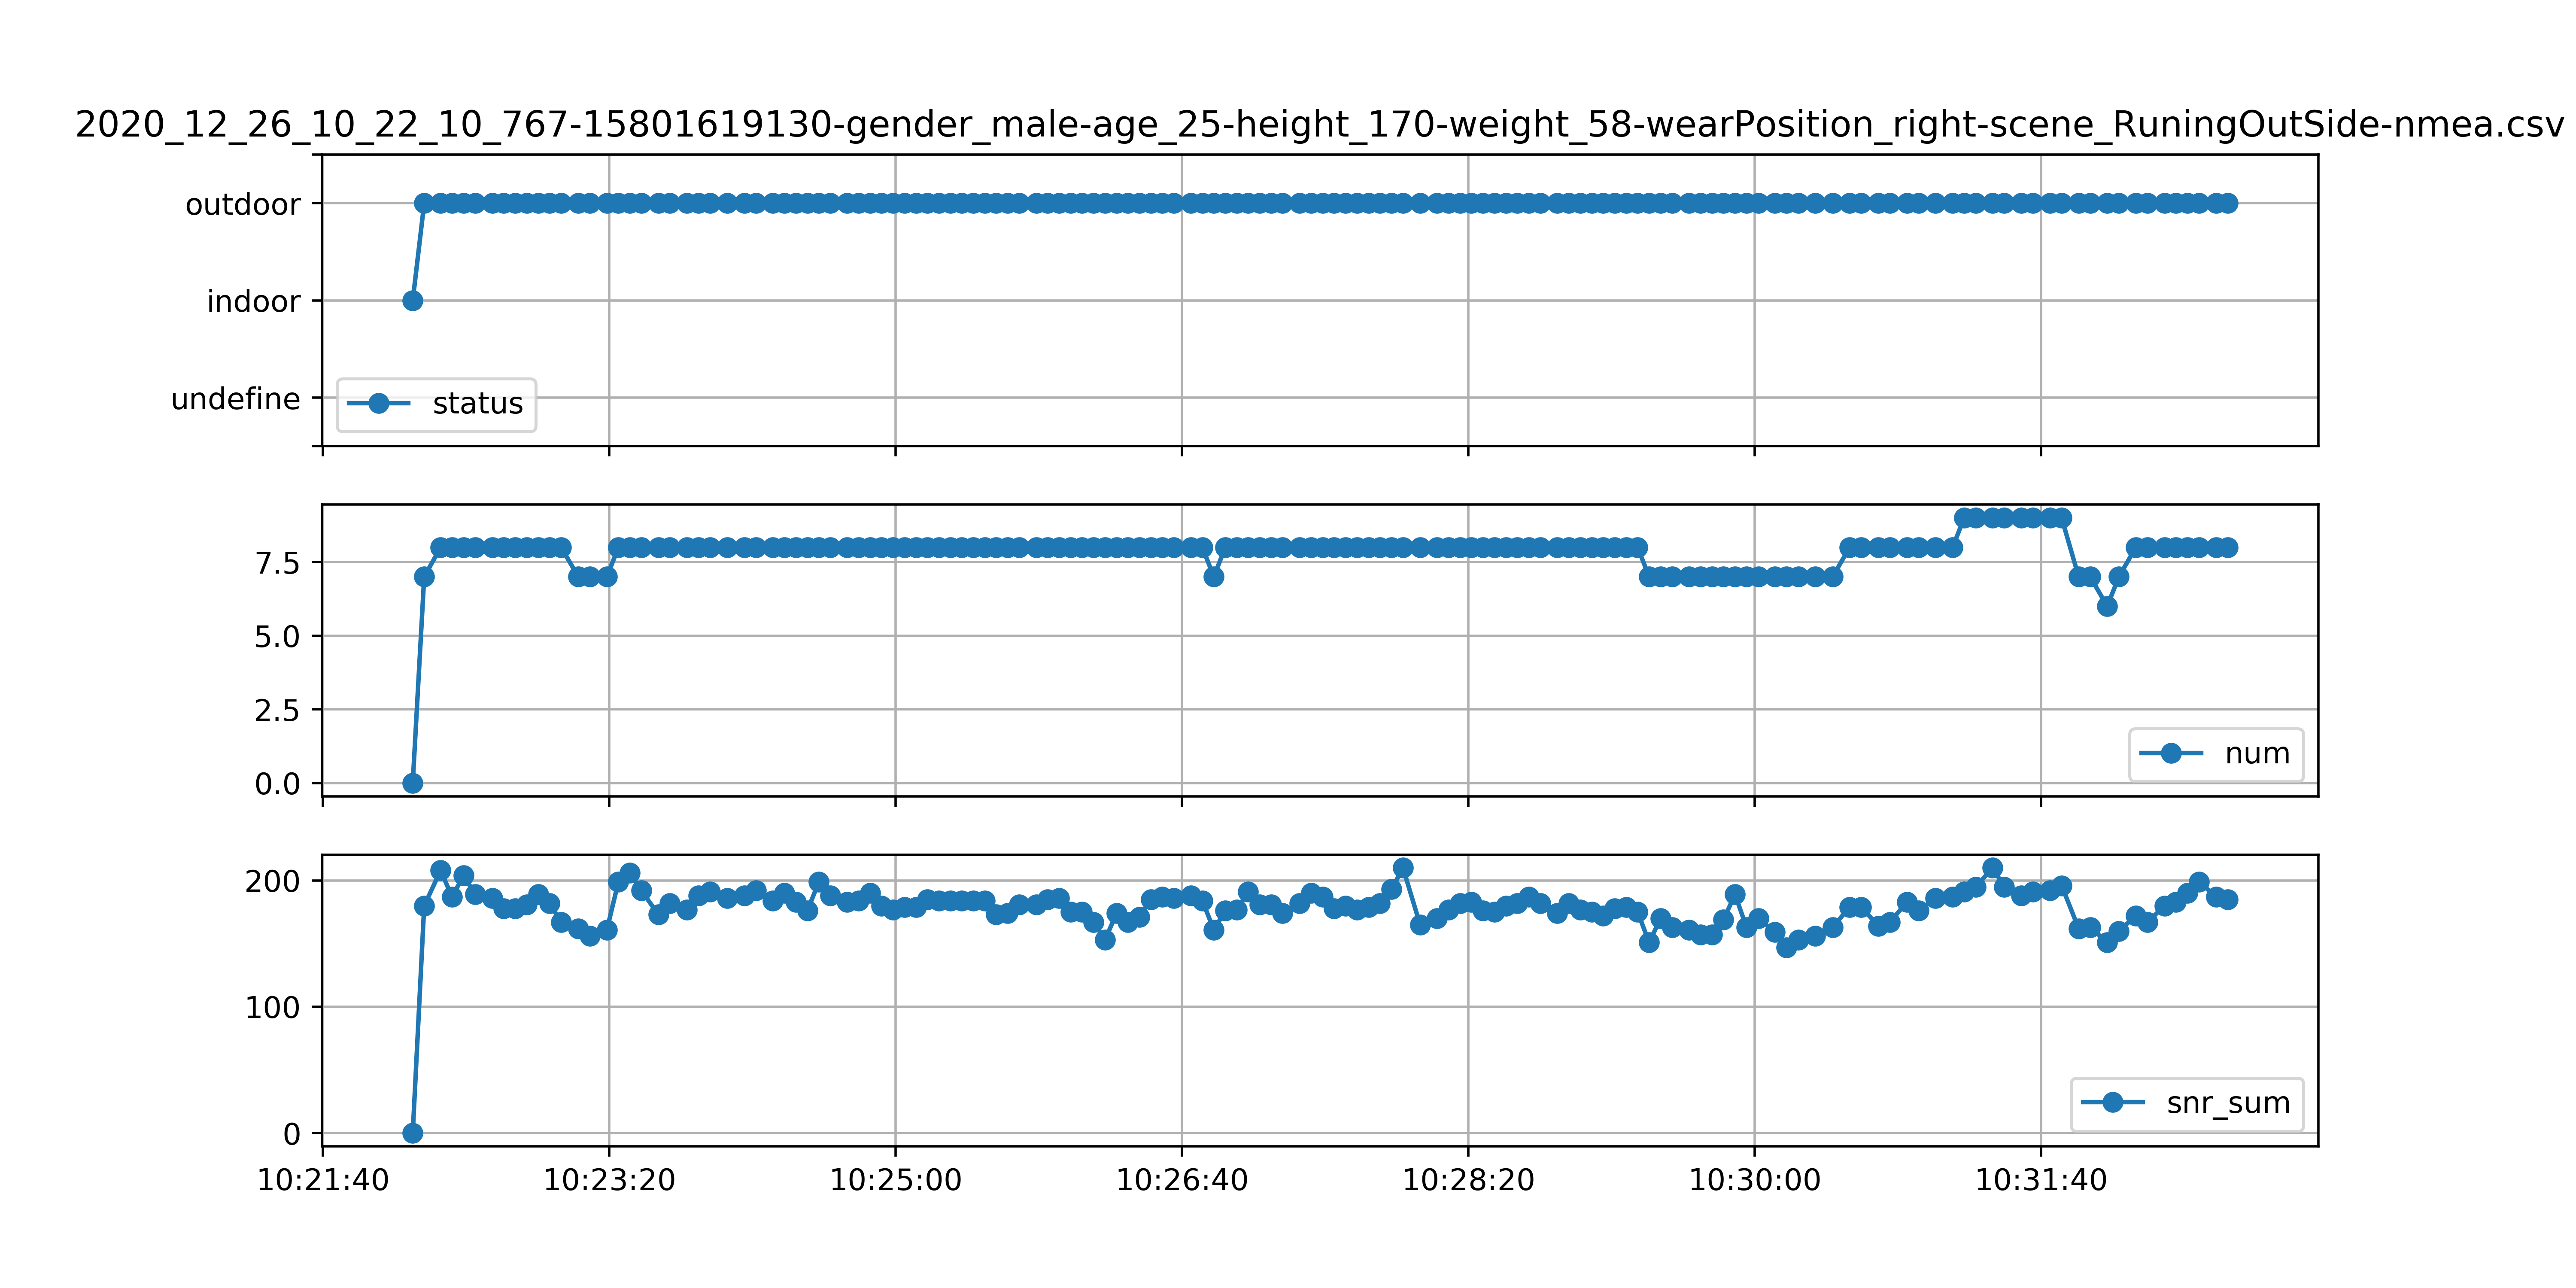 2020_12_26_10_22_10_767-15801619130-gender_male-age_25-height_170-weight_58-wearPosition_right-scene_RuningOutSide-nmea.csv
outdoor
indoor
undefine
status
7.5
5.0
2.5
0.0
num
200
100
0
snr_sum
10:21:40 10:23:20 10:25:00 10:26:40 10:28:20 10:30:00 10:31:40